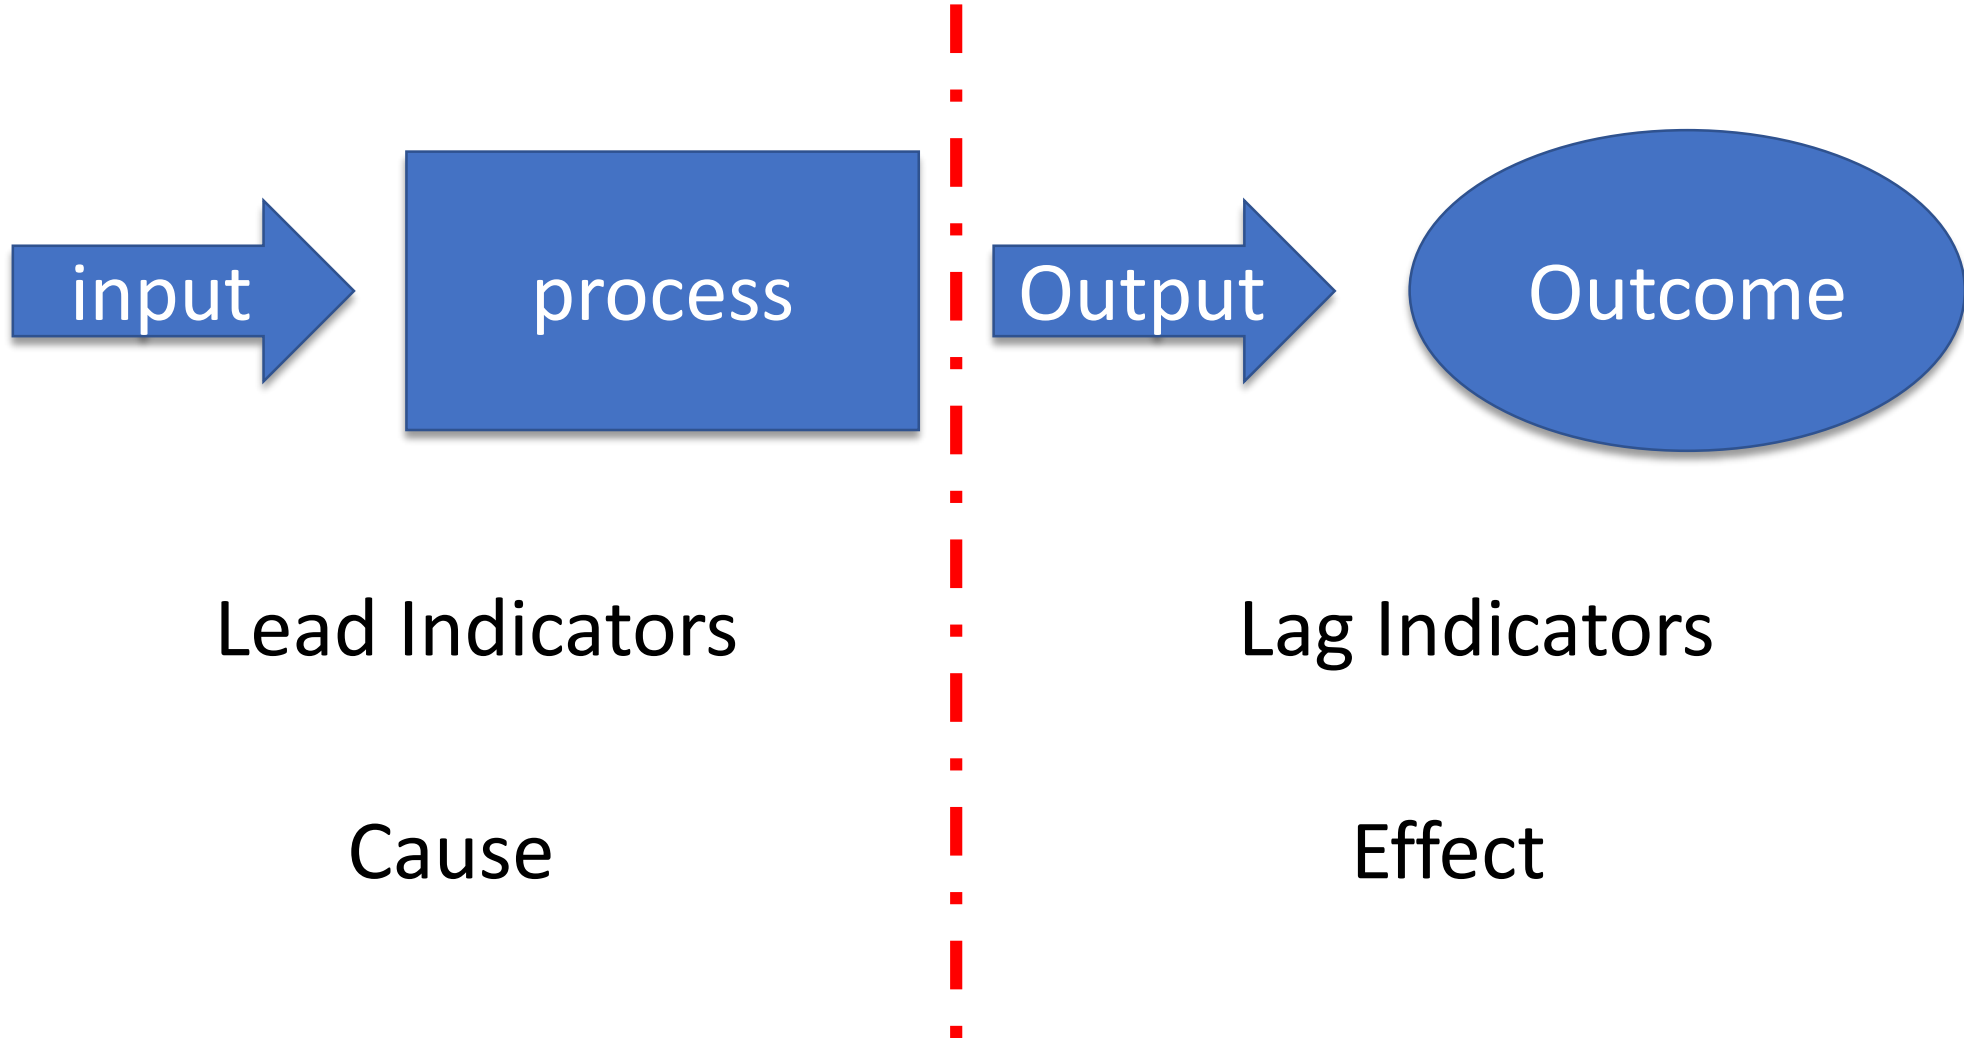 input
process
Output
Outcome
Lead Indicators
Lag Indicators
Cause
Effect